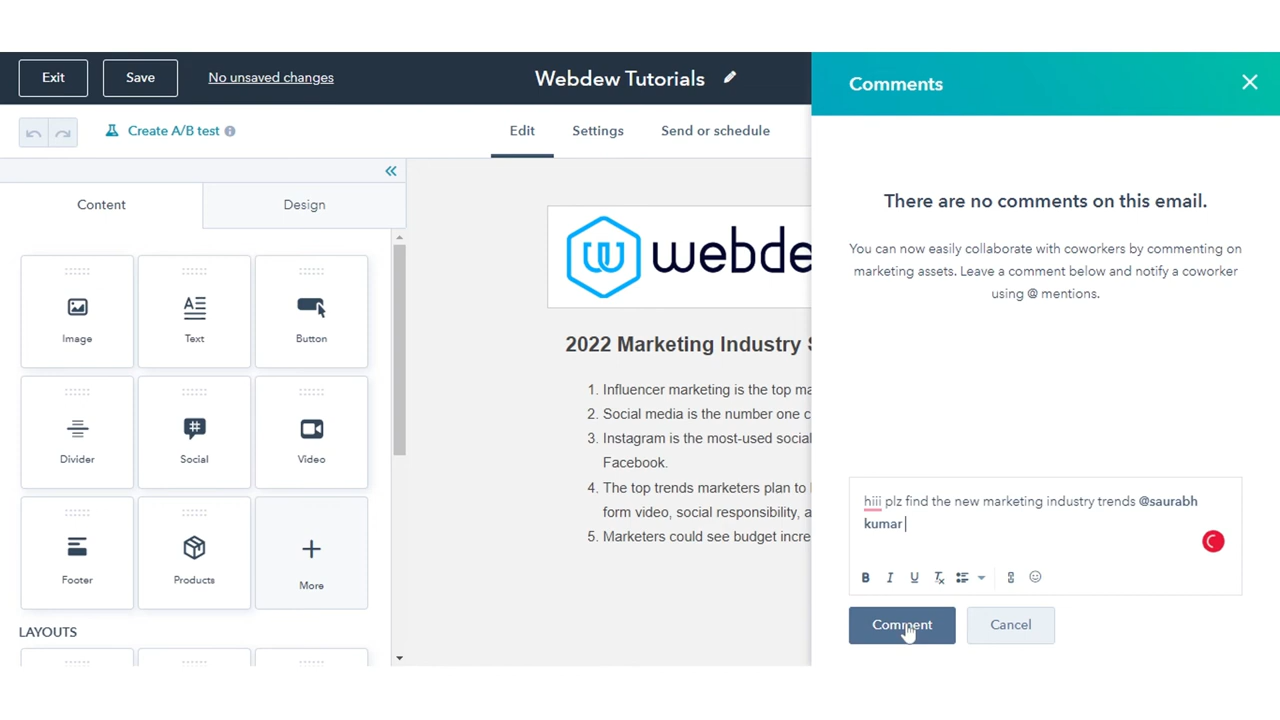 Exit
Save
No unsaved changes
Webdew Tutorials
Comments
Create A/B test
Edit
Settings
Send or schedule
Content
Design
Image
Text
Button
Divider
Social
Video
Footer
Products
More
LAYOUTS
webde
2022 Marketing Industry
1. Influencer marketing is the top
2. Social media is the number one
3. Instagram is the most-used social
Facebook.
4. The top trends marketers plan to
form video, social responsibility,
5. Marketers could see budget
There are no comments on this email.
You can now easily collaborate with coworkers by commenting on
marketing assets. Leave a comment below and notify a coworker
using @ mentions.
hiii plz find the new marketing industry trends @saurabh
kumar
B I U Tx
Comment
Cancel